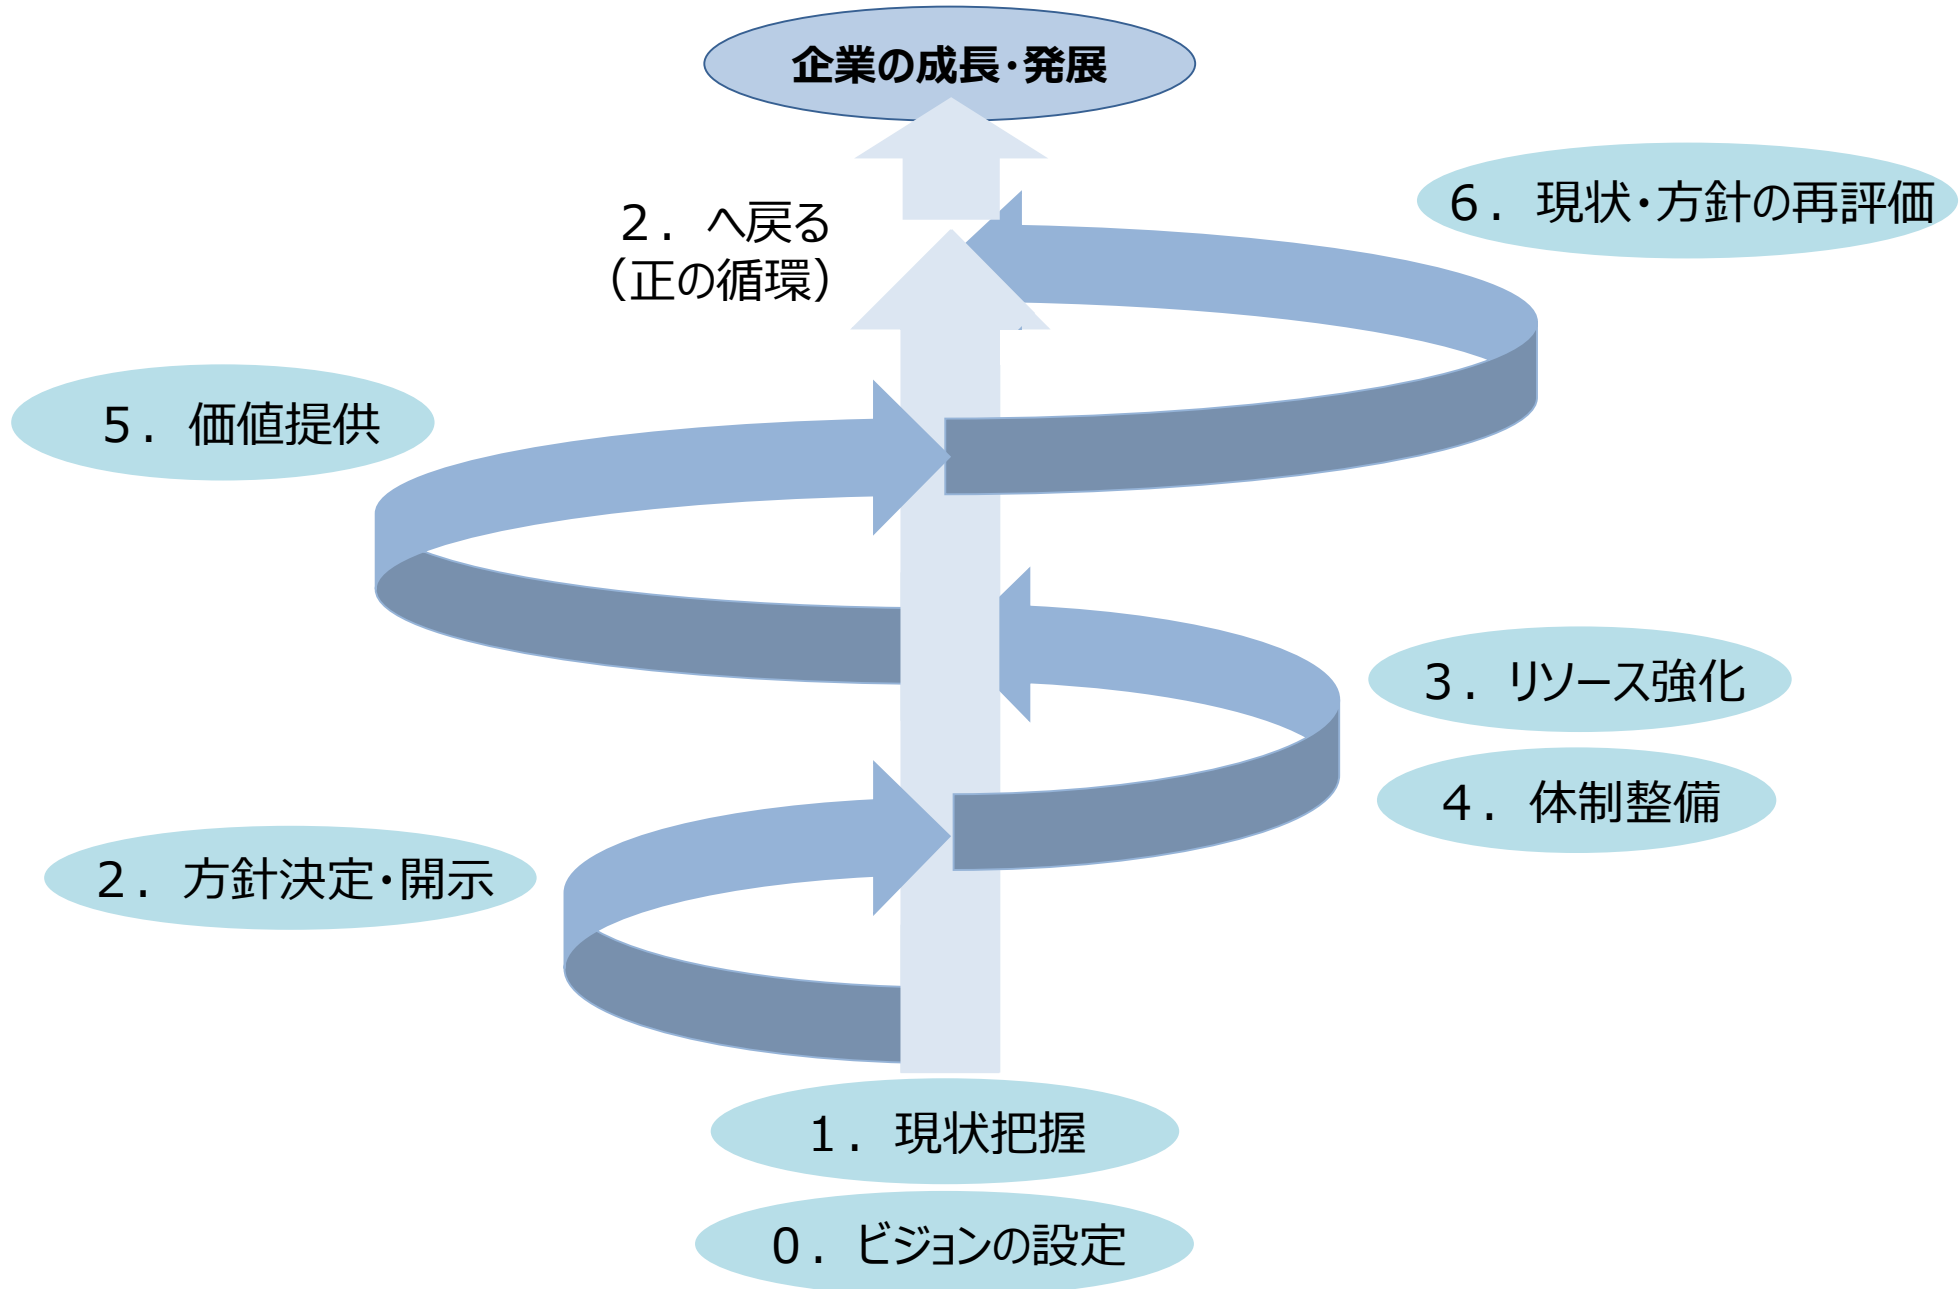 企業の成長･発展
６．現状･方針の再評価
２．へ戻る
（正の循環）
５．価値提供
３．リソース強化
４．体制整備
２．方針決定･開示
１．現状把握
０．ビジョンの設定